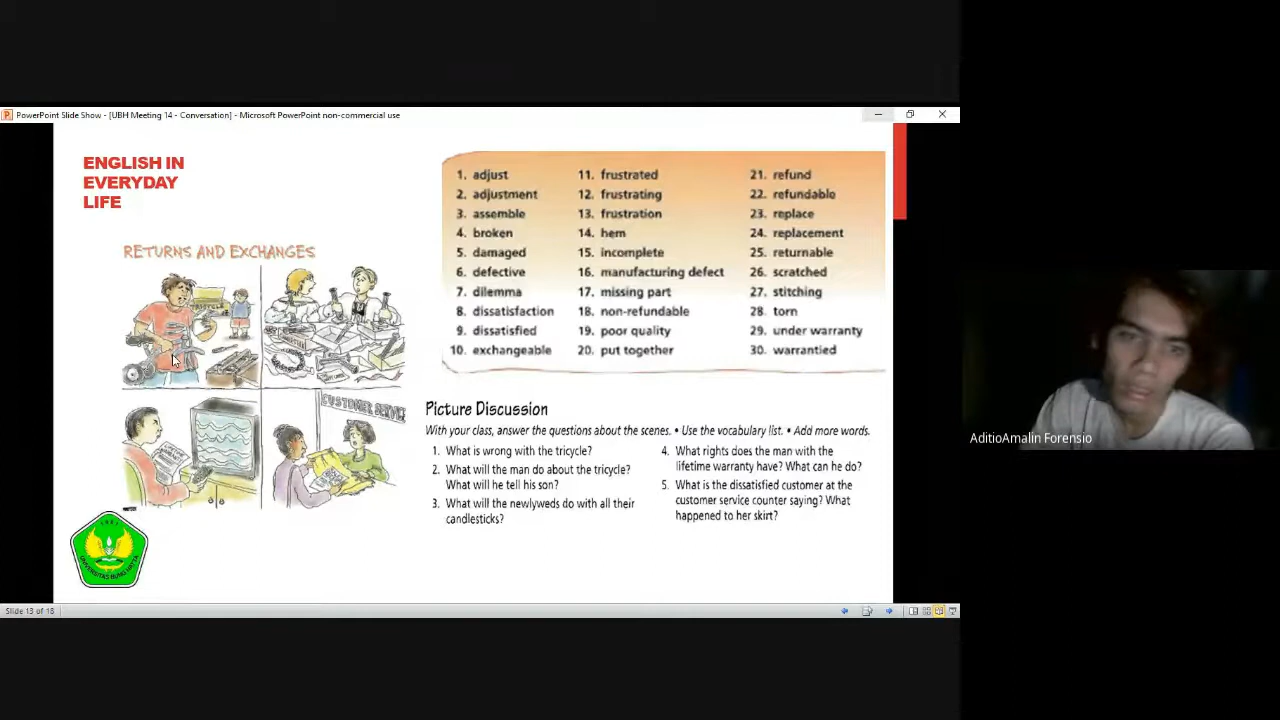 PowerPoint Slide Show - [UBH Meeting 14 - Conversation] - Microsoft PowerPoint non-commercial use
ENGLISH IN
EVERYDAY
LIFE
RETURNS AND EXCHANGES
TRICYCLE
CUSTOMER SERVICE
1. adjust
2. adjustment
3. assemble
4. broken
5. damaged
6. defective
7. dilemma
8. dissatisfaction
9. dissatisfied
10. exchangeable
11. frustrated
12. frustrating
13. frustration
14. hem
15. incomplete
16. manufacturing defect
17. missing part
18. non-refundable
19. poor quality
20. put together
21. refund
22. refundable
23. replace
24. replacement
25. returnable
26. scratched
27. stitching
28. torn
29. under warranty
30. warrantied
Picture Discussion
With your class, answer the questions about the scenes. • Use the vocabulary list. • Add more words.
1. What is wrong with the tricycle?
2. What will the man do about the tricycle?
What will he tell his son?
3. What will the newlyweds do with all their
candlesticks?
4. What rights does the man with the
lifetime warranty have? What can he do?
5. What is the dissatisfied customer at the
customer service counter saying? What
happened to her skirt?
1981
UNIVERSITAS BUNG HATTA
Slide 13 of 18
AditioAmalin Forensio